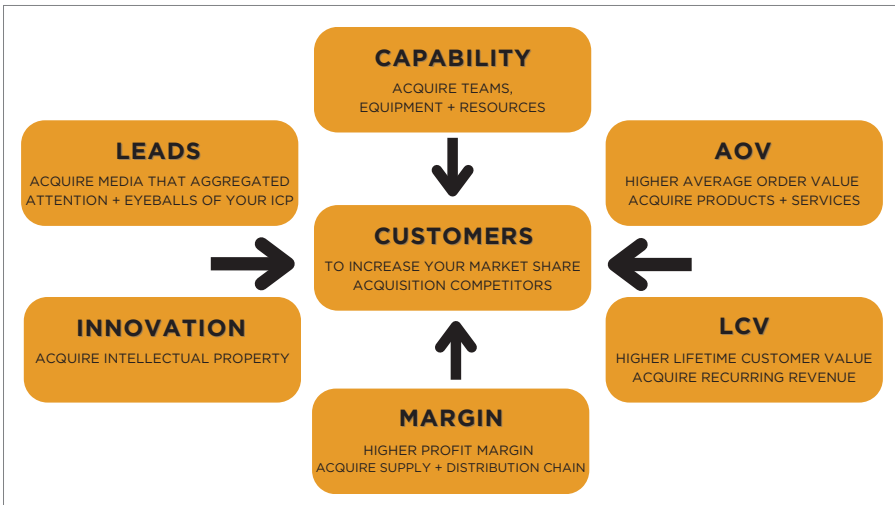 CAPABILITY
ACQUIRE TEAMS,
EQUIPMENT + RESOURCES
LEADS
ACQUIRE MEDIA THAT AGGREGATED
ATTENTION + EYEBALLS OF YOUR ICP
AOV
HIGHER AVERAGE ORDER VALUE
ACQUIRE PRODUCTS + SERVICES
CUSTOMERS
TO INCREASE YOUR MARKET SHARE
ACQUISITION COMPETITORS
INNOVATION
ACQUIRE INTELLECTUAL PROPERTY
LCV
HIGHER LIFETIME CUSTOMER VALUE
ACQUIRE RECURRING REVENUE
MARGIN
HIGHER PROFIT MARGIN
ACQUIRE SUPPLY + DISTRIBUTION CHAIN